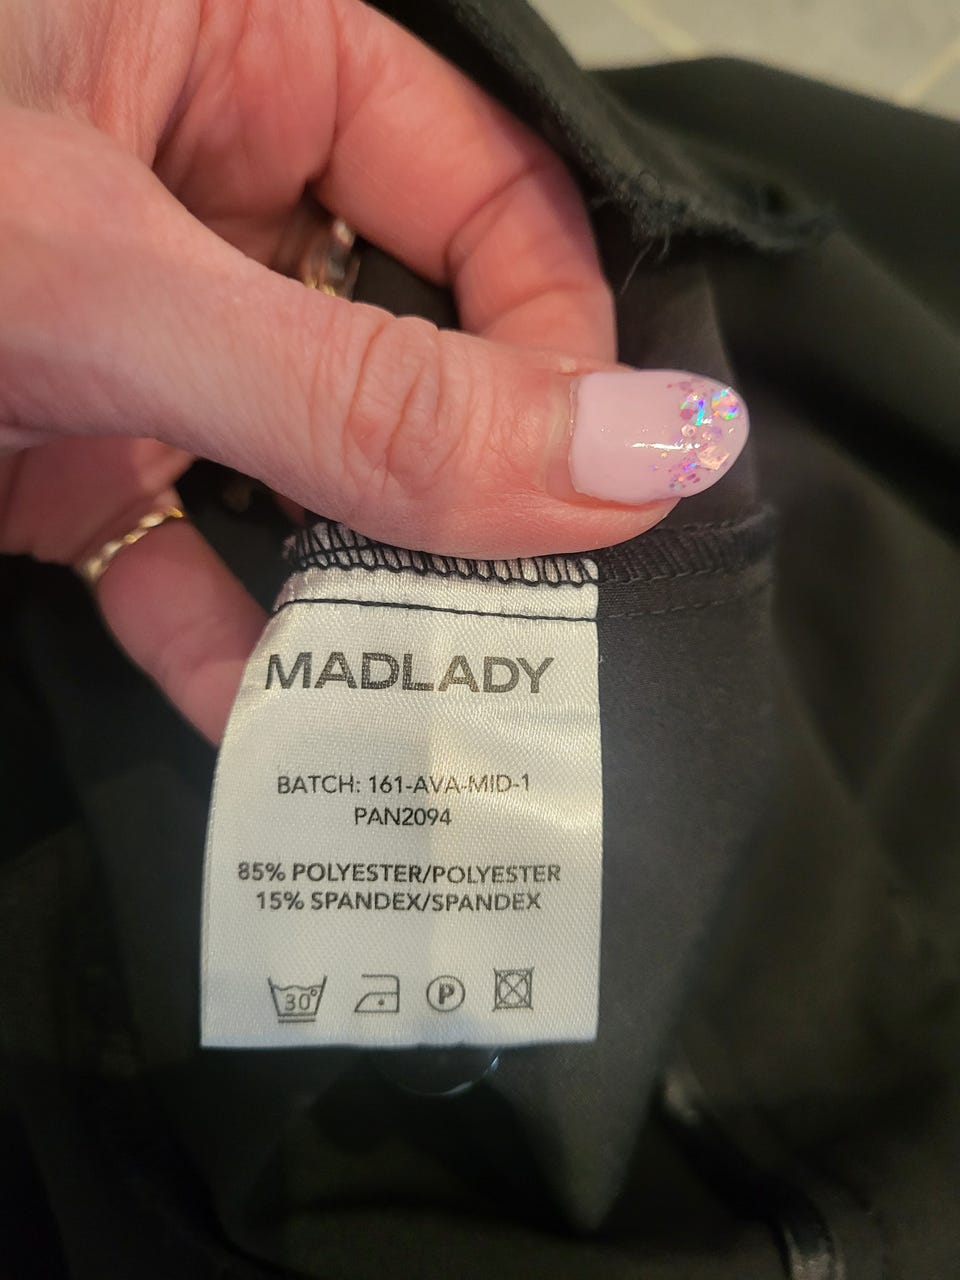 MADLADY
BATCH: 161-AVA-MID-1
PAN2094
85% POLYESTER/POLYESTER
15% SPANDEX/SPANDEX
30°
P